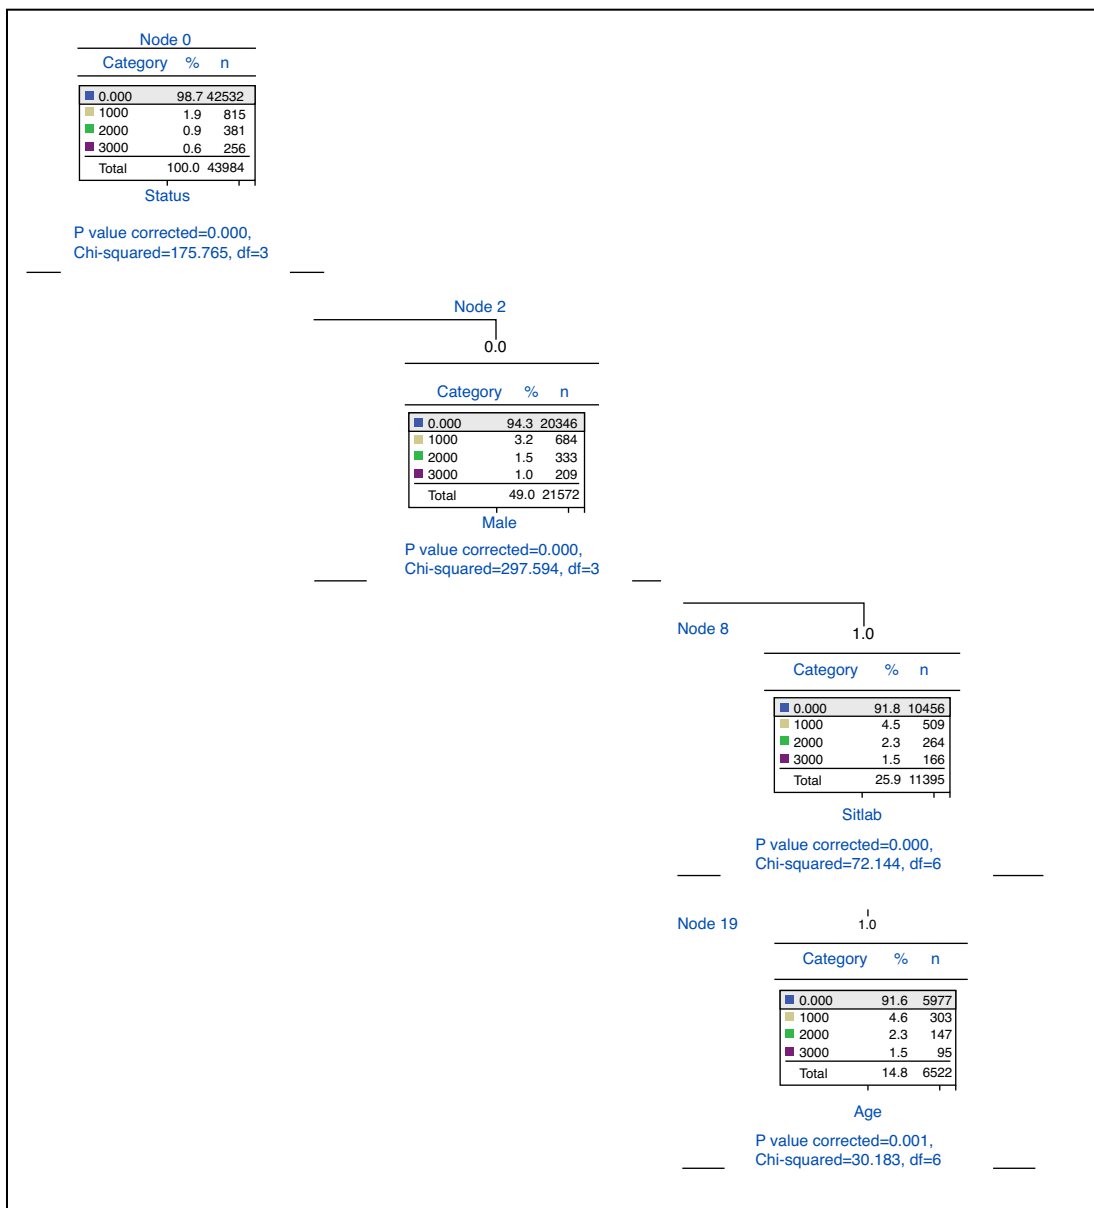 Node 0
Category % n
0.000 98.7 42532
1000 1.9 815
2000 0.9 381
3000 0.6 256
Total 100.0 43984
Status
P value corrected=0.000,
Chi-squared=175.765, df=3
Node 2
0.0
Category % n
0.000 94.3 20346
1000 3.2 684
2000 1.5 333
3000 1.0 209
Total 49.0 21572
Male
P value corrected=0.000,
Chi-squared=297.594, df=3
Node 8
1.0
Category % n
0.000 91.8 10456
1000 4.5 509
2000 2.3 264
3000 1.5 166
Total 25.9 11395
Sitlab
P value corrected=0.000,
Chi-squared=72.144, df=6
Node 19
1.0
Category % n
0.000 91.6 5977
1000 4.6 303
2000 2.3 147
3000 1.5 95
Total 14.8 6522
Age
P value corrected=0.001,
Chi-squared=30.183, df=6